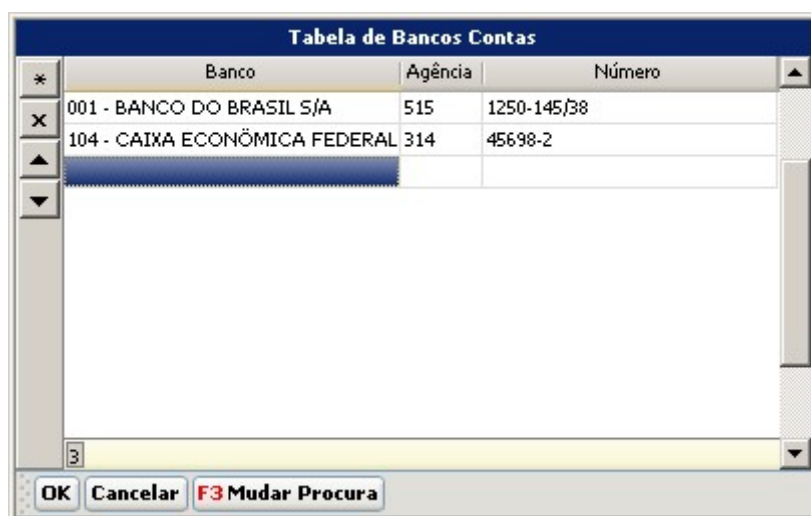 Tabela de Bancos Contas
Banco Agência Número
001 - BANCO DO BRASIL S/A 515 1250-145/38
104 - CAIXA ECONÔMICA FEDERAL 314 45698-2
3
OK Cancelar F3 Mudar Procura